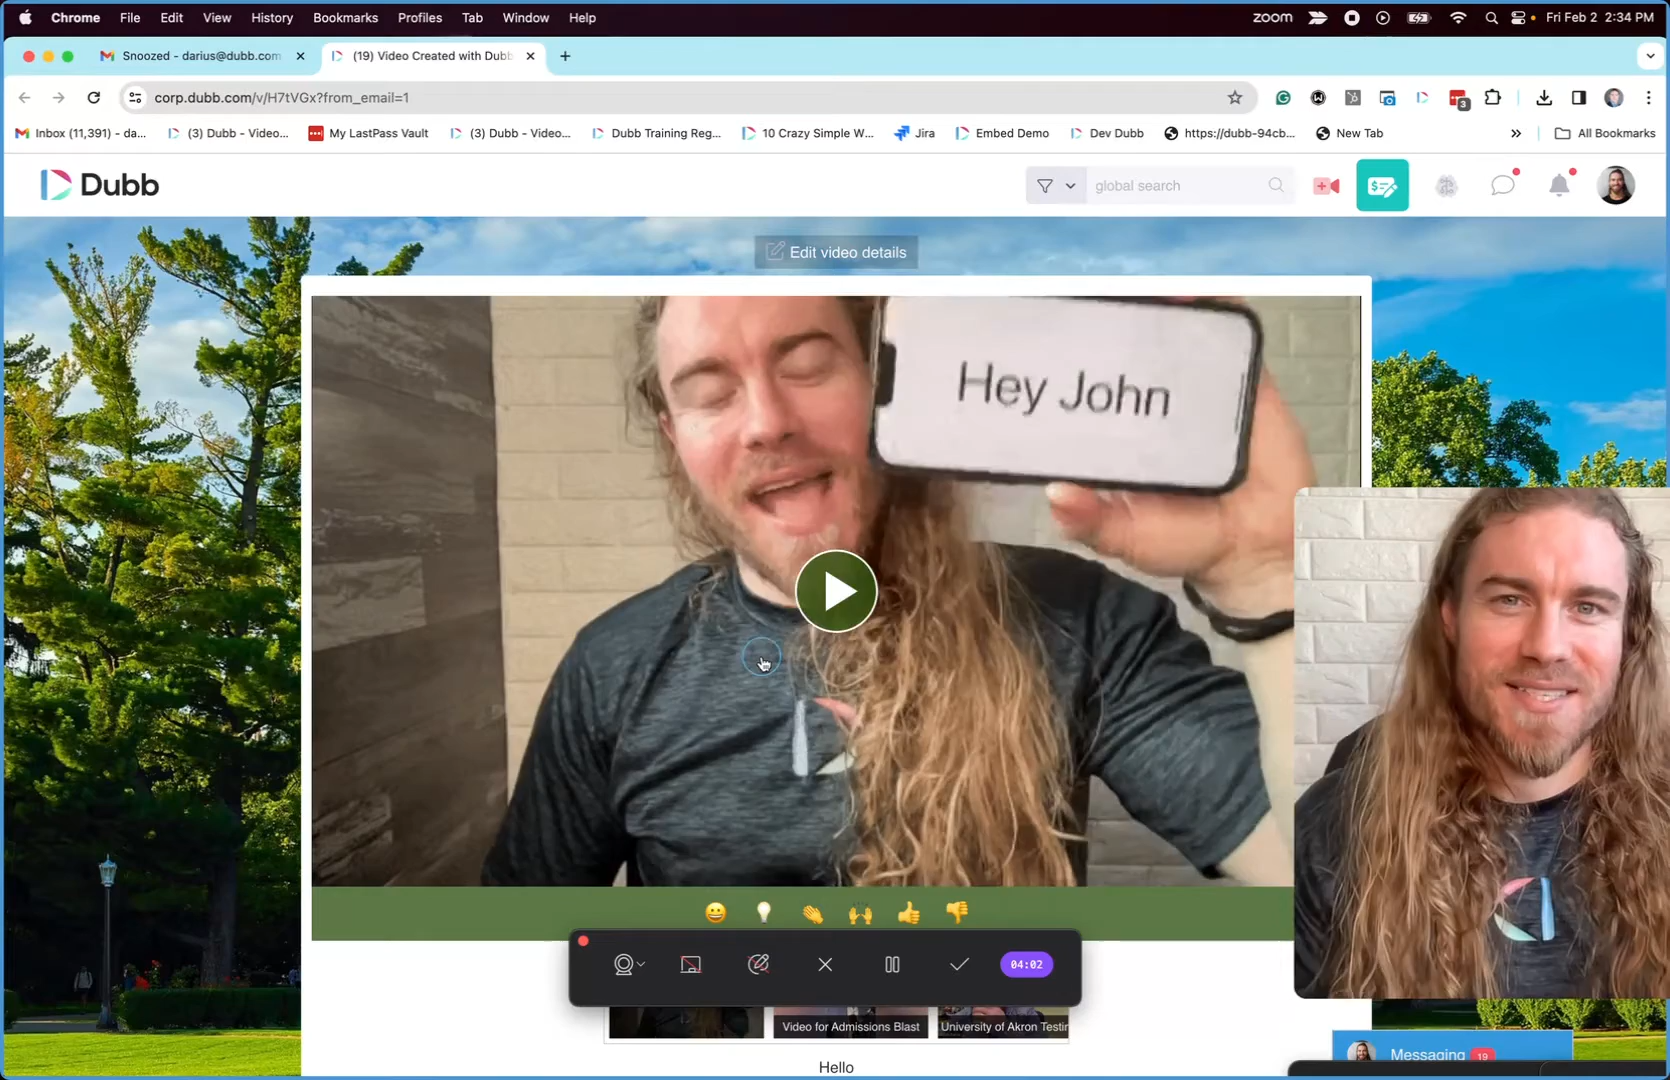 Chrome File Edit View History Bookmarks Profiles Tab Window Help zoom Fri Feb 2 2:34 PM
Snoozed - darius@dubb.com (19) Video Created with Dubb
corp.dubb.com/v/H7tVGx?from_email=1 3
Inbox (11,391) - da... (3) Dubb - Video... My LastPass Vault (3) Dubb - Video... Dubb Training Reg... 10 Crazy Simple W... Jira Embed Demo Dev Dubb https://dubb-94cb... New Tab » All Bookmarks
Dubb global search
Edit video details
Hey John
04:02
Video for Admissions Blast University of Akron Testin
Messaging 19
Hello